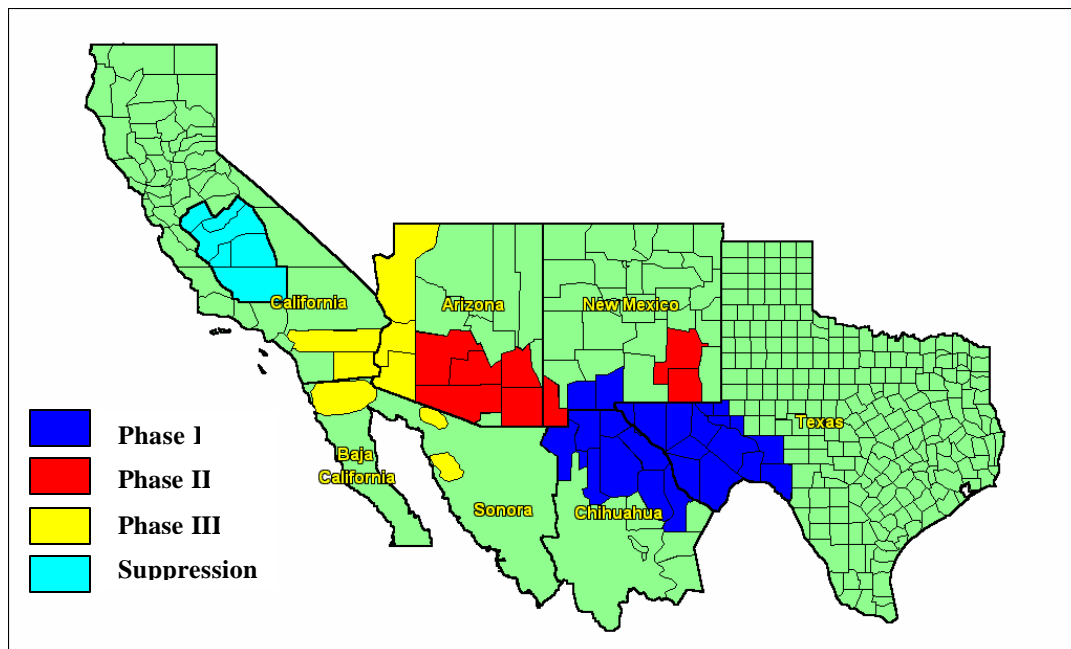 California
Arizona
New Mexico
Texas
Baja
California
Sonora
Chihuahua
Phase I
Phase II
Phase III
Suppression